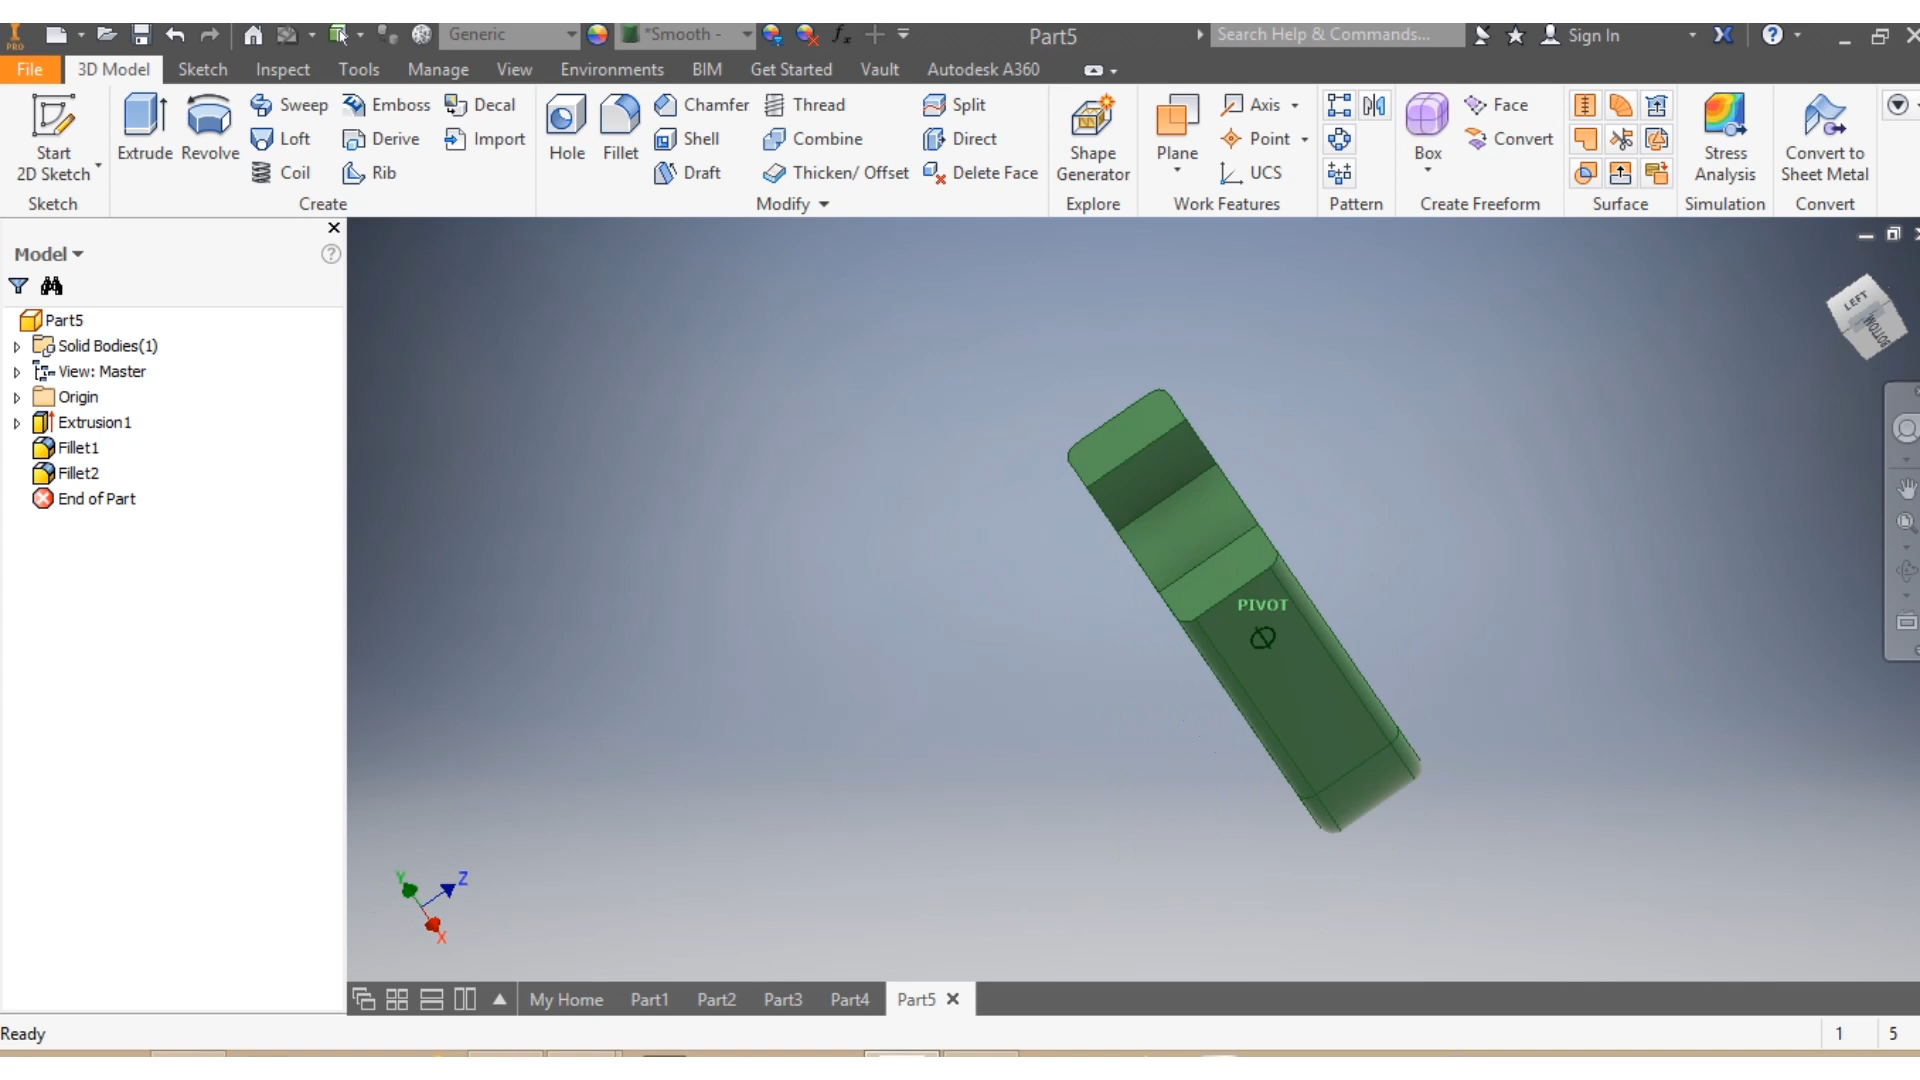 PRO Generic *Smooth - fx Part5 Search Help & Commands... Sign In
File 3D Model Sketch Inspect Tools Manage View Environments BIM Get Started Vault Autodesk A360
Start 2D Sketch Extrude Revolve Sweep Emboss Decal Hole Fillet Chamfer Thread Split Shape Generator Plane Axis Box Face Stress Analysis Convert to Sheet Metal
Loft Derive Import Shell Combine Direct Point Convert
Coil Rib Draft Thicken/ Offset Delete Face UCS
Sketch Create Modify Explore Work Features Pattern Create Freeform Surface Simulation Convert
Model
Part5
Solid Bodies(1)
View: Master
Origin
Extrusion1
Fillet1
Fillet2
End of Part
LEFT
BOTTOM
PIVOT
Y Z
X
My Home Part1 Part2 Part3 Part4 Part5
Ready 1 5